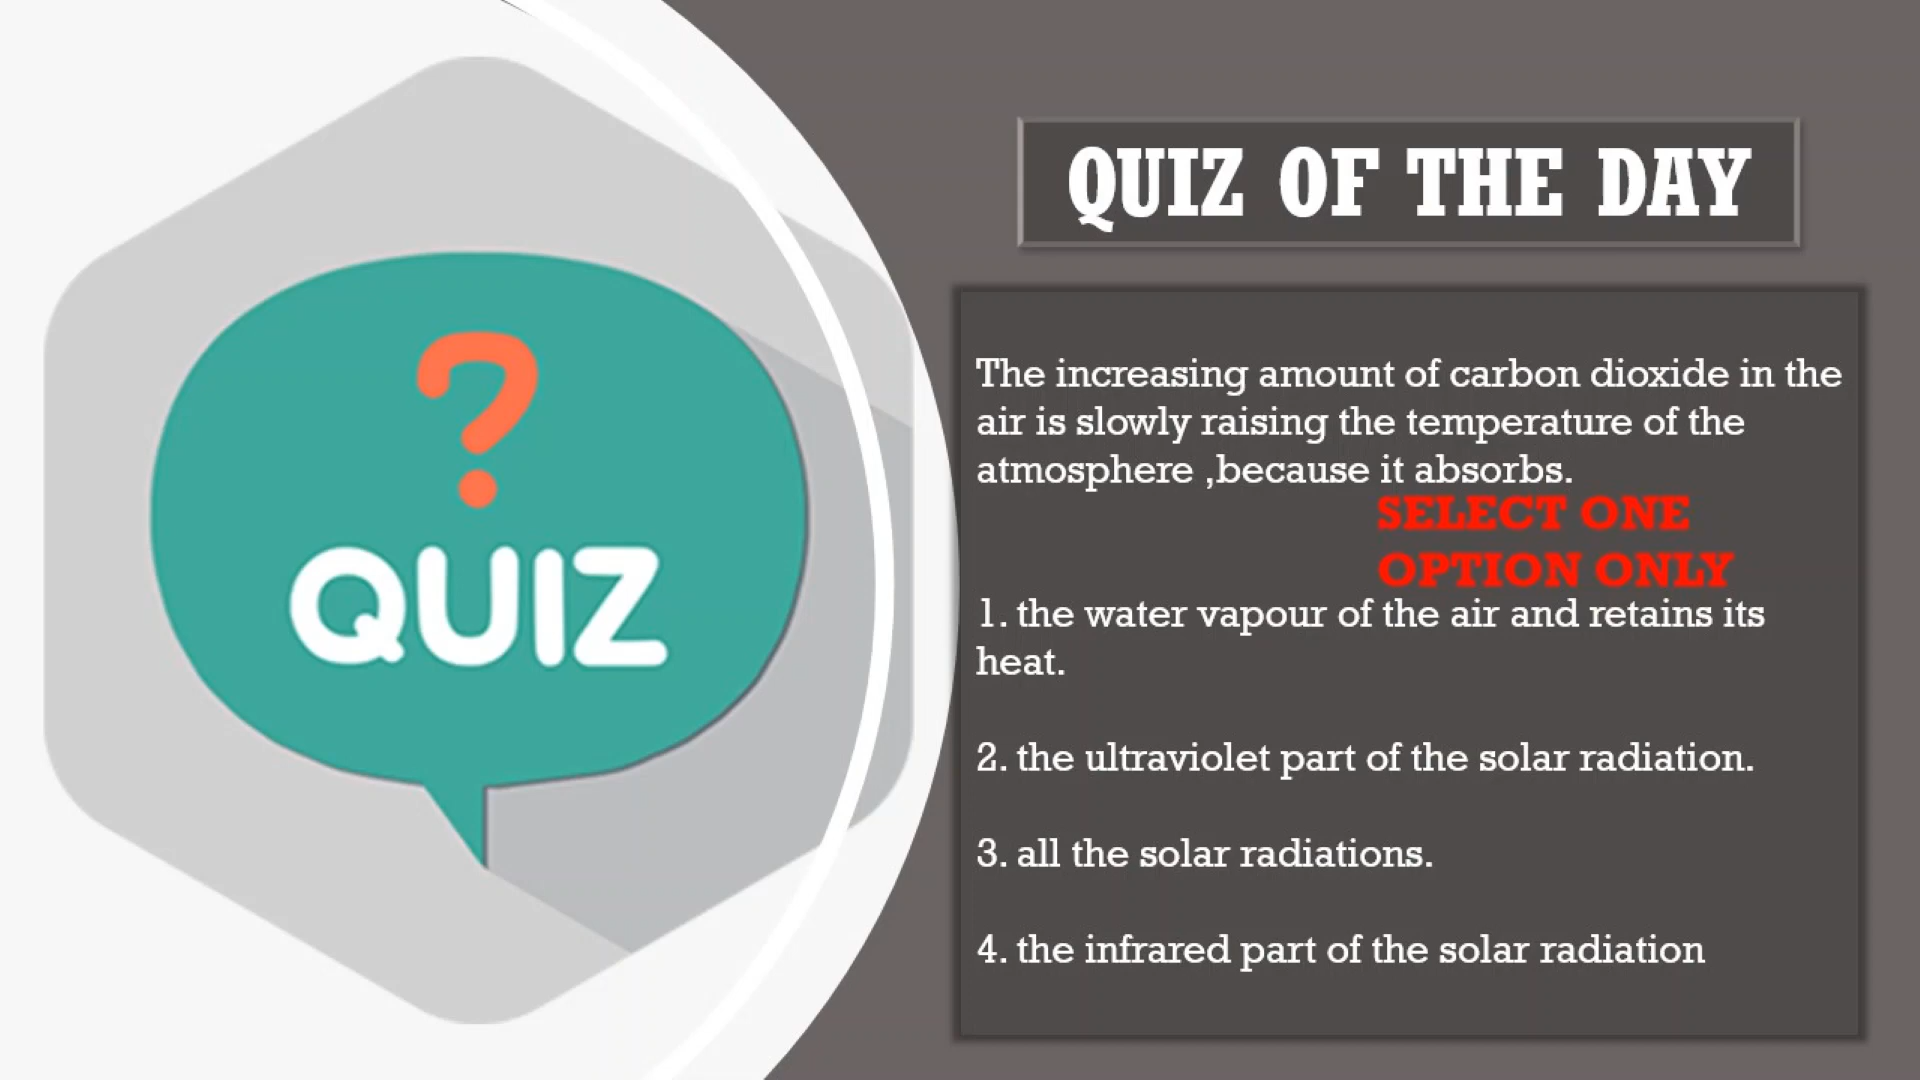 ?
QUIZ
QUIZ OF THE DAY
The increasing amount of carbon dioxide in the
air is slowly raising the temperature of the
atmosphere ,because it absorbs.
SELECT ONE
OPTION ONLY
1. the water vapour of the air and retains its
heat.
2. the ultraviolet part of the solar radiation.
3. all the solar radiations.
4. the infrared part of the solar radiation